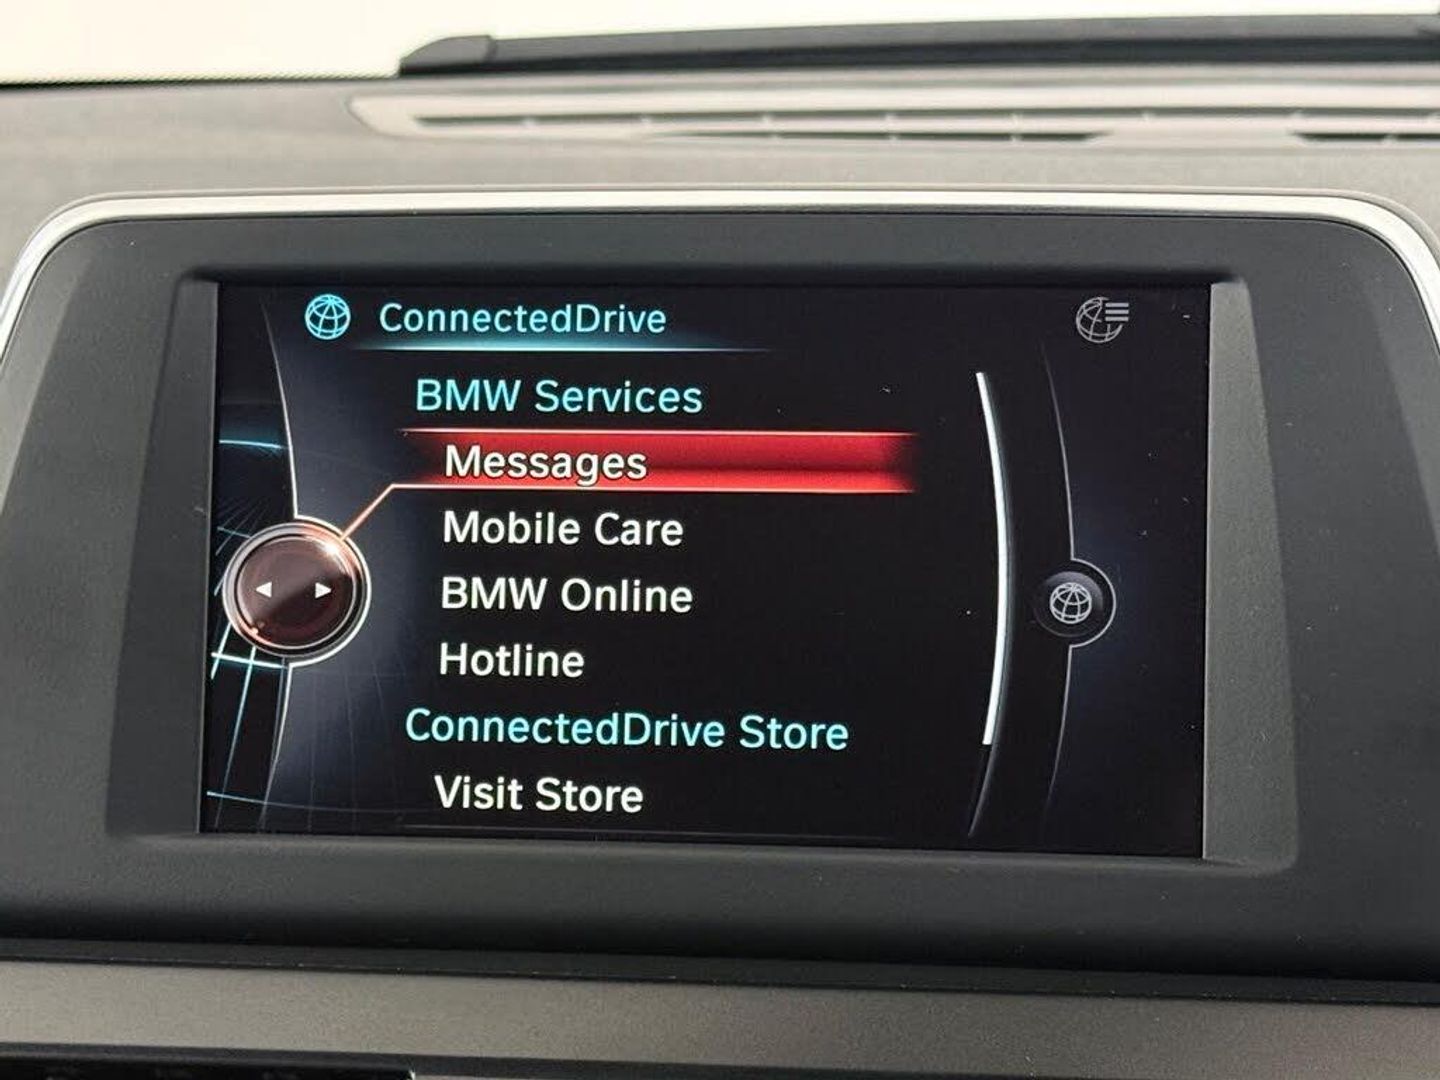 ConnectedDrive
BMW Services
Messages
Mobile Care
BMW Online
Hotline
ConnectedDrive Store
Visit Store